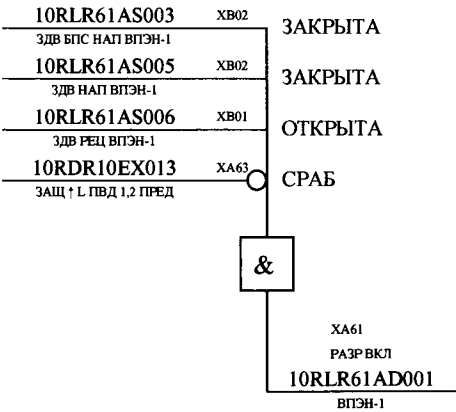 10RLR61AS003 XB02 ЗАКРЫТА
ЗДВ БПС НАП ВПЭН-1
10RLR61AS005 XB02 ЗАКРЫТА
ЗДВ НАП ВПЭН-1
10RLR61AS006 XB01 ОТКРЫТА
ЗДВ РЕЦ ВПЭН-1
10RDR10EX013 XA63 СРАБ
ЗАЩ ↑ L ПВД 1,2 ПРЕД
&
XA61
РАЗР ВКЛ
10RLR61AD001
ВПЭН-1